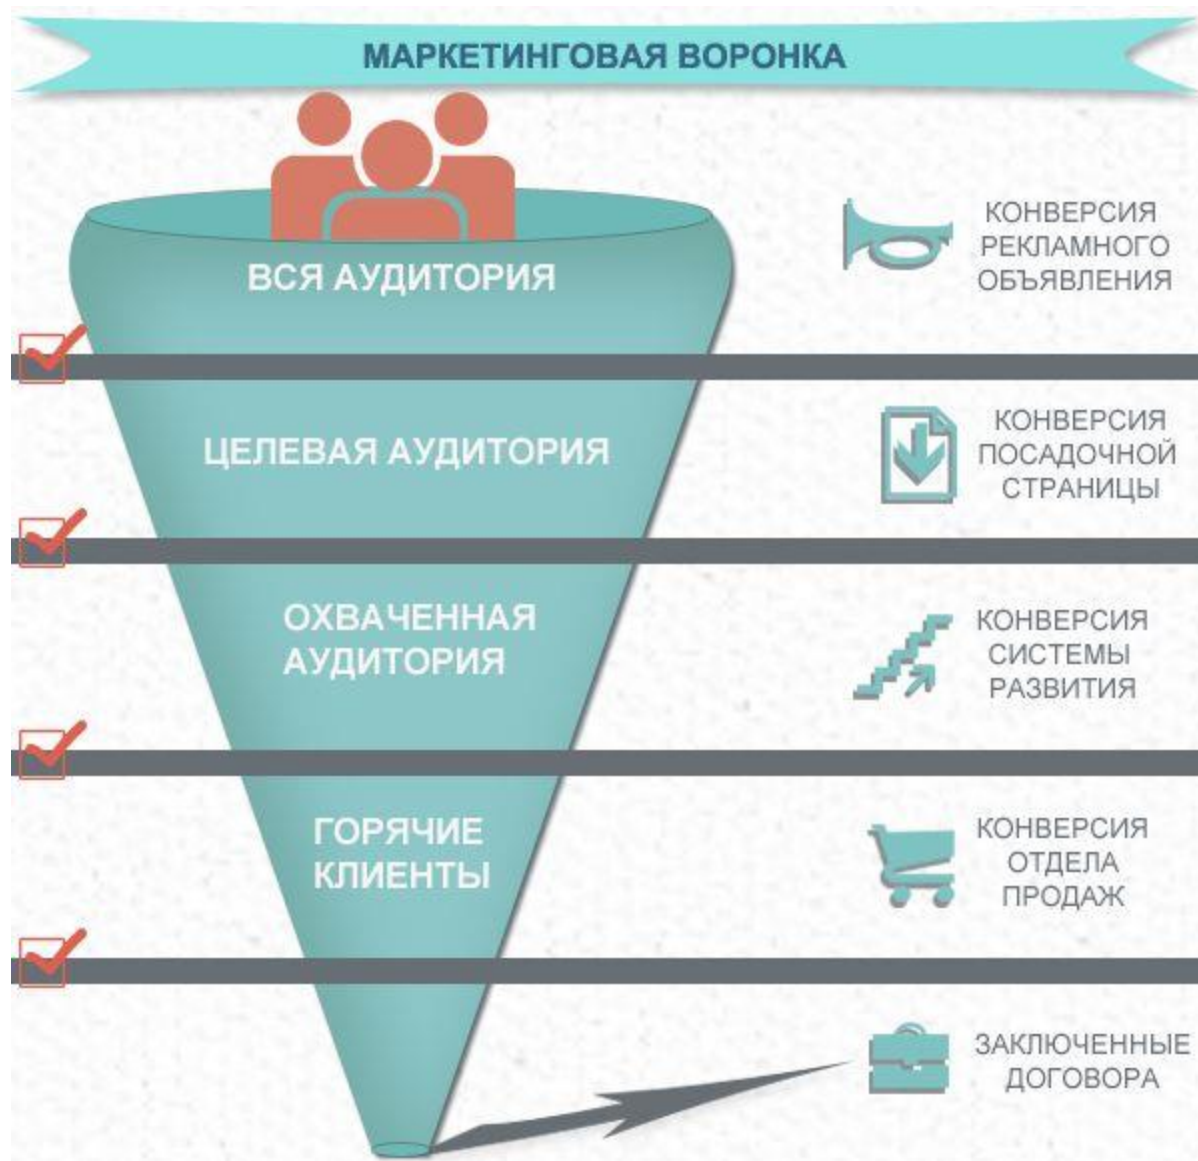 МАРКЕТИНГОВАЯ ВОРОНКА
ВСЯ АУДИТОРИЯ
КОНВЕРСИЯ
РЕКЛАМНОГО
ОБЪЯВЛЕНИЯ
ЦЕЛЕВАЯ АУДИТОРИЯ
КОНВЕРСИЯ
ПОСАДОЧНОЙ
СТРАНИЦЫ
ОХВАЧЕННАЯ
АУДИТОРИЯ
КОНВЕРСИЯ
СИСТЕМЫ
РАЗВИТИЯ
ГОРЯЧИЕ
КЛИЕНТЫ
КОНВЕРСИЯ
ОТДЕЛА
ПРОДАЖ
ЗАКЛЮЧЕННЫЕ
ДОГОВОРА